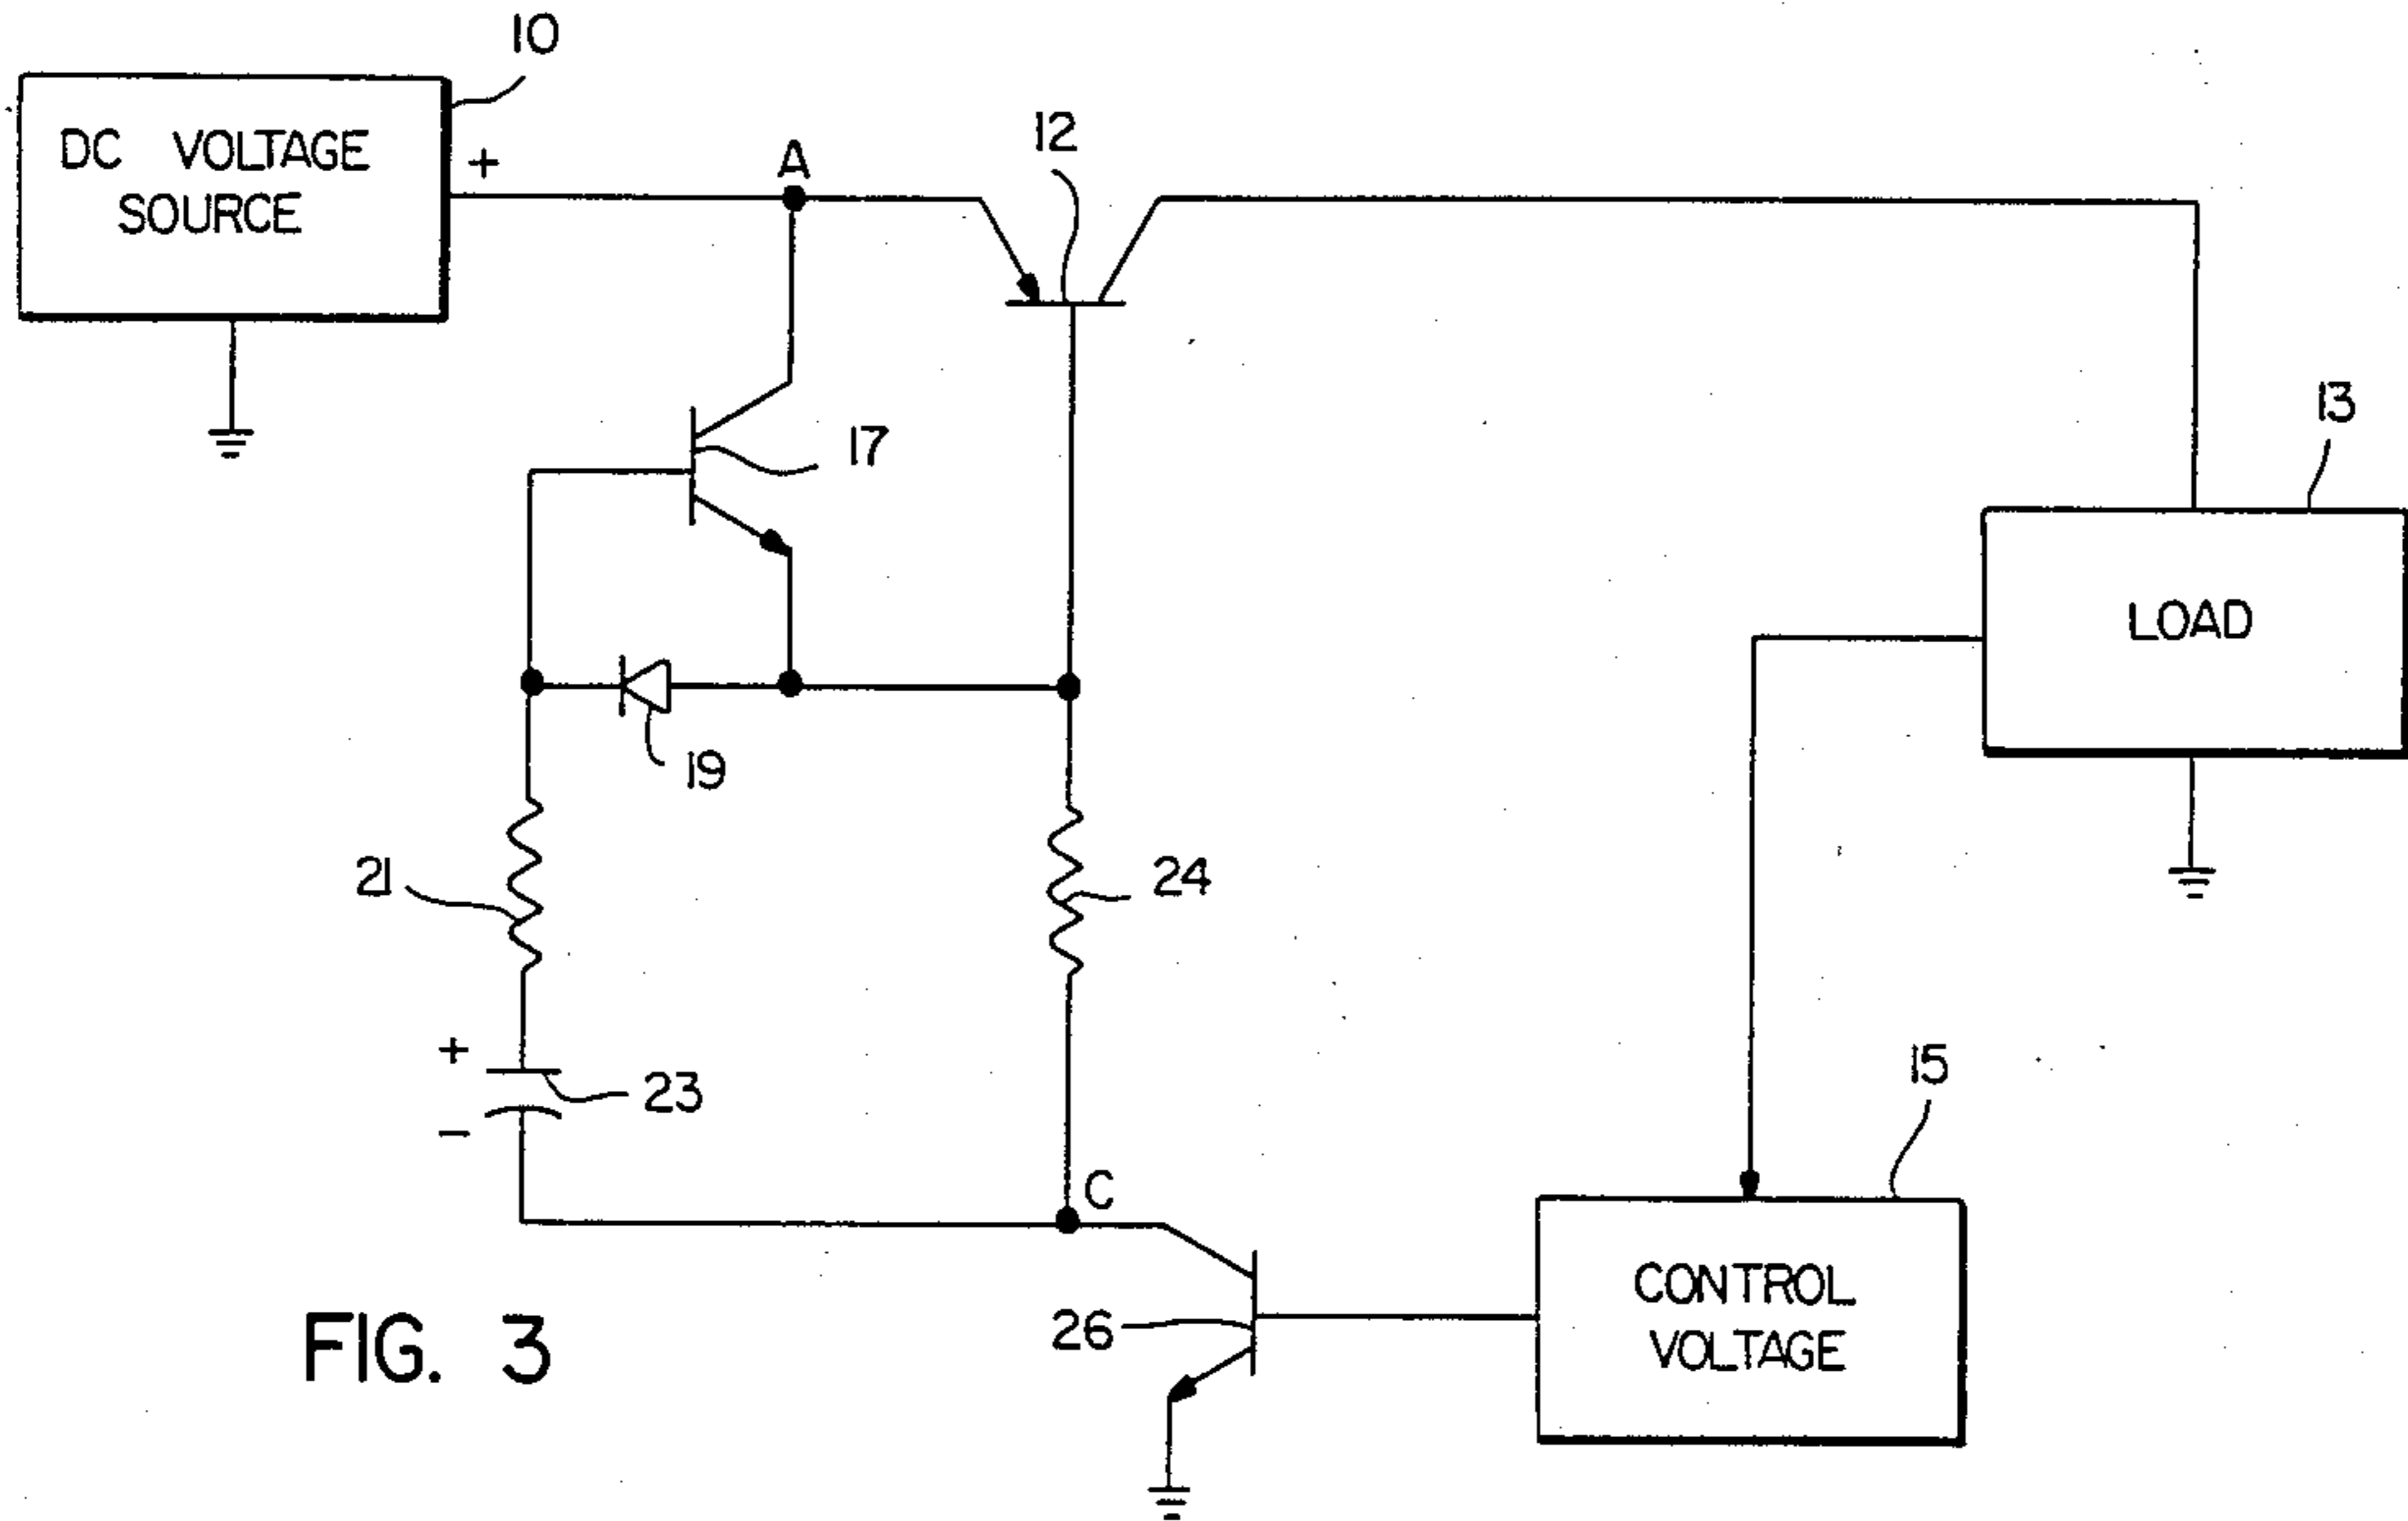 10
DC VOLTAGE
SOURCE
+
A
12
17
13
LOAD
19
21
24
+
23
−
C
15
CONTROL
VOLTAGE
26
FIG. 3